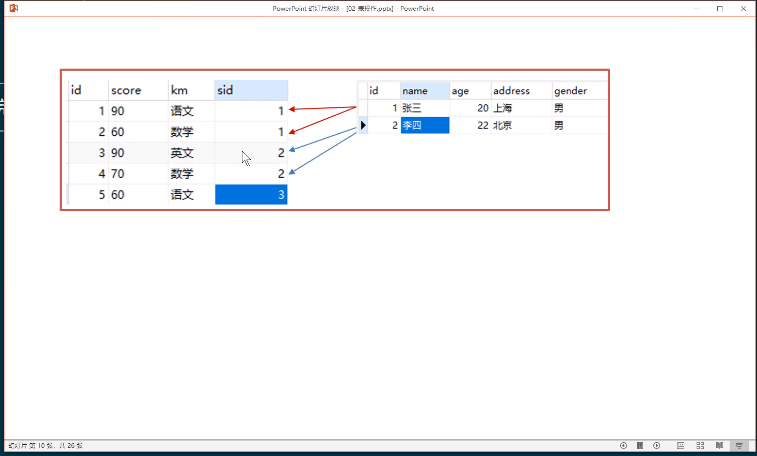 PowerPoint 幻灯片放映 - [02-表操作.pptx] - PowerPoint
id score km sid
1 90 语文 1
2 60 数学 1
3 90 英文 2
4 70 数学 2
5 60 语文 3
id name age address gender
1 张三 20 上海 男
2 李四 22 北京 男
幻灯片 第 10 张，共 26 张